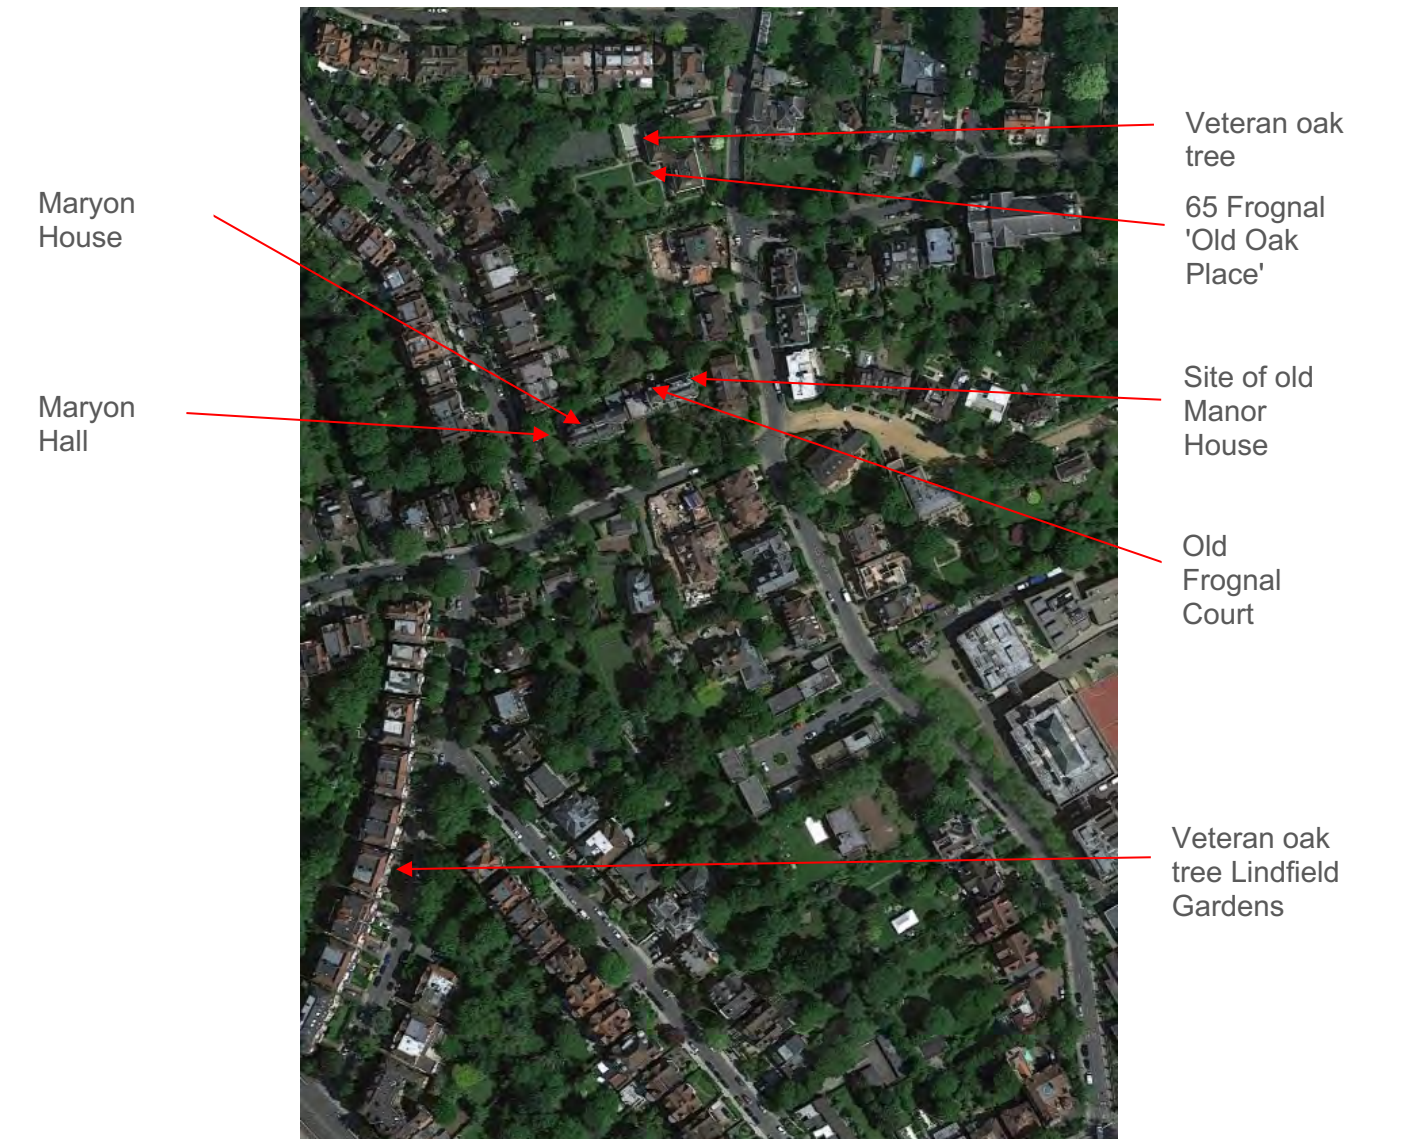 Maryon
House
Maryon
Hall
Veteran oak
tree
65 Frognal
'Old Oak
Place'
Site of old
Manor
House
Old
Frognal
Court
Veteran oak
tree Lindfield
Gardens